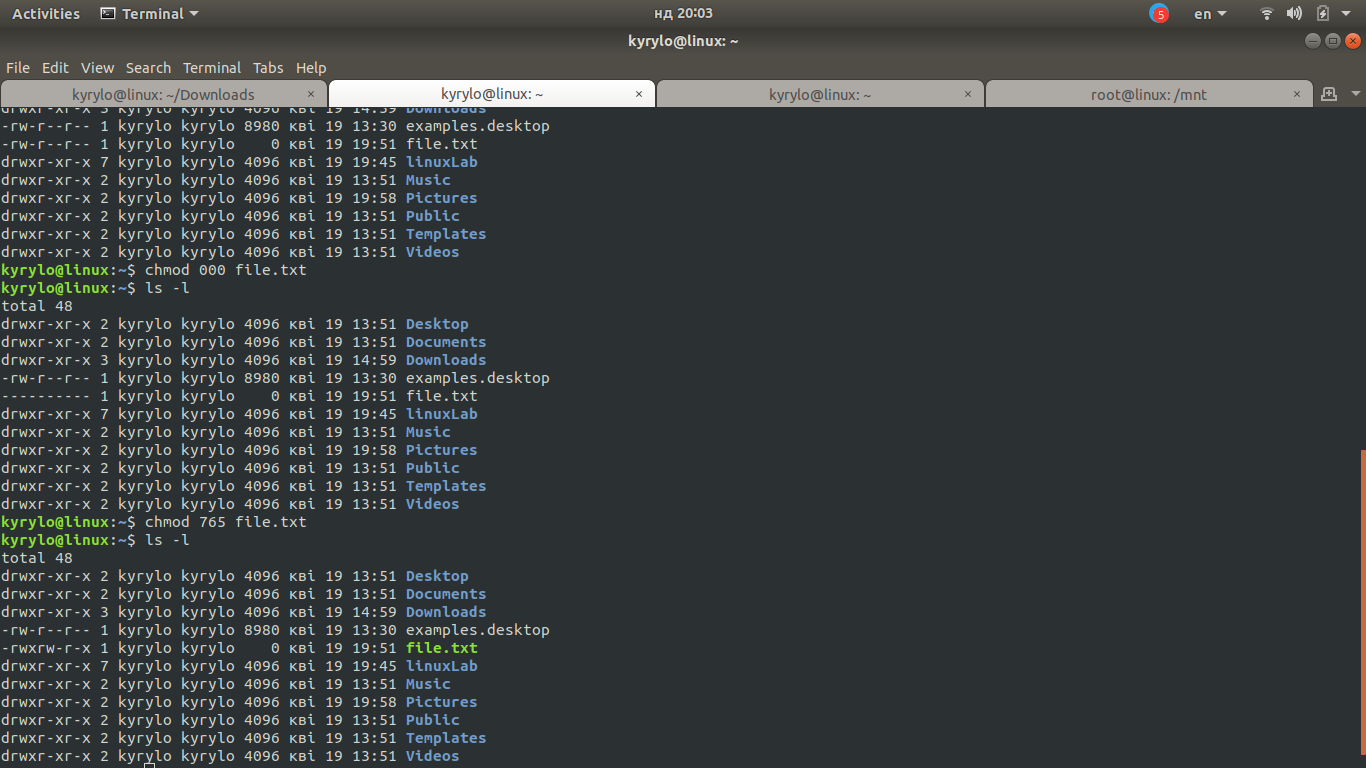 Activities Terminal нд 20:03 5 en
kyrylo@linux: ~
File Edit View Search Terminal Tabs Help
kyrylo@linux: ~/Downloads × kyrylo@linux: ~ × kyrylo@linux: ~ × root@linux: /mnt ×
drwxr-xr-x 3 kyrylo kyrylo 4096 кві 19 14:59 Downloads
-rw-r--r-- 1 kyrylo kyrylo 8980 кві 19 13:30 examples.desktop
-rw-r--r-- 1 kyrylo kyrylo    0 кві 19 19:51 file.txt
drwxr-xr-x 7 kyrylo kyrylo 4096 кві 19 19:45 linuxLab
drwxr-xr-x 2 kyrylo kyrylo 4096 кві 19 13:51 Music
drwxr-xr-x 2 kyrylo kyrylo 4096 кві 19 19:58 Pictures
drwxr-xr-x 2 kyrylo kyrylo 4096 кві 19 13:51 Public
drwxr-xr-x 2 kyrylo kyrylo 4096 кві 19 13:51 Templates
drwxr-xr-x 2 kyrylo kyrylo 4096 кві 19 13:51 Videos
kyrylo@linux:~$ chmod 000 file.txt
kyrylo@linux:~$ ls -l
total 48
drwxr-xr-x 2 kyrylo kyrylo 4096 кві 19 13:51 Desktop
drwxr-xr-x 2 kyrylo kyrylo 4096 кві 19 13:51 Documents
drwxr-xr-x 3 kyrylo kyrylo 4096 кві 19 14:59 Downloads
-rw-r--r-- 1 kyrylo kyrylo 8980 кві 19 13:30 examples.desktop
---------- 1 kyrylo kyrylo    0 кві 19 19:51 file.txt
drwxr-xr-x 7 kyrylo kyrylo 4096 кві 19 19:45 linuxLab
drwxr-xr-x 2 kyrylo kyrylo 4096 кві 19 13:51 Music
drwxr-xr-x 2 kyrylo kyrylo 4096 кві 19 19:58 Pictures
drwxr-xr-x 2 kyrylo kyrylo 4096 кві 19 13:51 Public
drwxr-xr-x 2 kyrylo kyrylo 4096 кві 19 13:51 Templates
drwxr-xr-x 2 kyrylo kyrylo 4096 кві 19 13:51 Videos
kyrylo@linux:~$ chmod 765 file.txt
kyrylo@linux:~$ ls -l
total 48
drwxr-xr-x 2 kyrylo kyrylo 4096 кві 19 13:51 Desktop
drwxr-xr-x 2 kyrylo kyrylo 4096 кві 19 13:51 Documents
drwxr-xr-x 3 kyrylo kyrylo 4096 кві 19 14:59 Downloads
-rw-r--r-- 1 kyrylo kyrylo 8980 кві 19 13:30 examples.desktop
-rwxrw-r-x 1 kyrylo kyrylo    0 кві 19 19:51 file.txt
drwxr-xr-x 7 kyrylo kyrylo 4096 кві 19 19:45 linuxLab
drwxr-xr-x 2 kyrylo kyrylo 4096 кві 19 13:51 Music
drwxr-xr-x 2 kyrylo kyrylo 4096 кві 19 19:58 Pictures
drwxr-xr-x 2 kyrylo kyrylo 4096 кві 19 13:51 Public
drwxr-xr-x 2 kyrylo kyrylo 4096 кві 19 13:51 Templates
drwxr-xr-x 2 kyrylo kyrylo 4096 кві 19 13:51 Videos